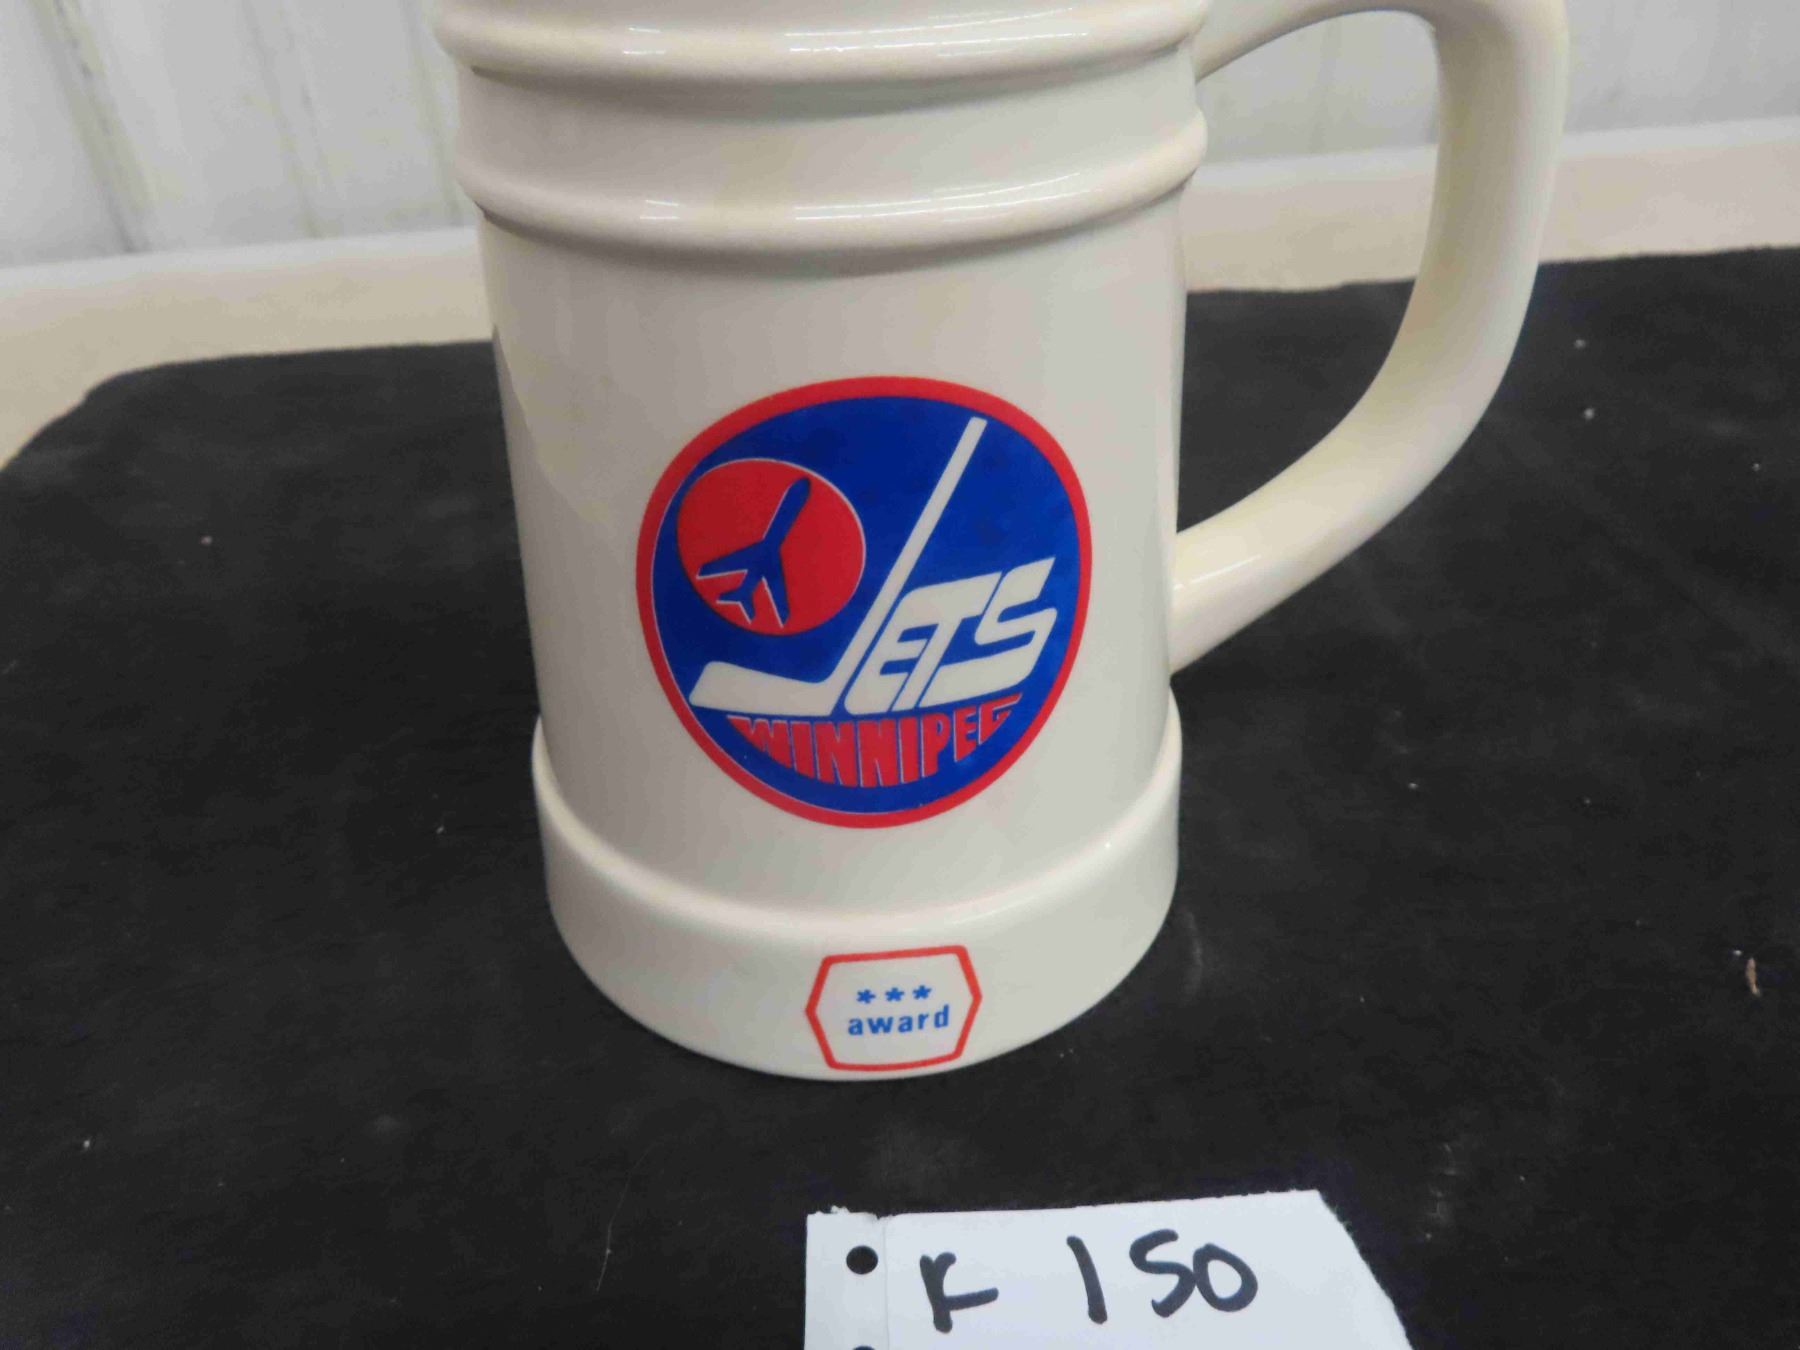 JETS
WINNIPEG
***
award
K 150